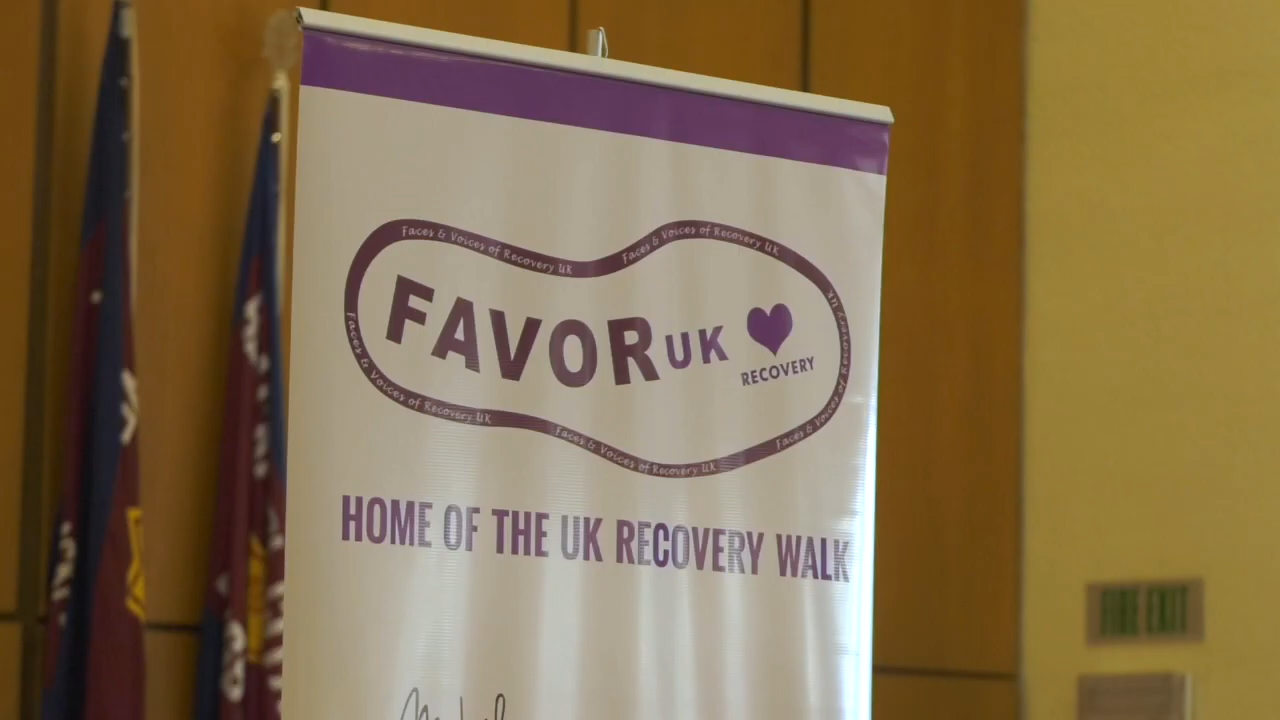 Faces & Voices of Recovery UK
Faces & Voices of Recovery UK
Faces & Voices of Recovery UK
Faces & Voices of Recovery UK
Faces & Voices of Recovery UK
Faces & Voices of Recovery UK
FAVOR UK
RECOVERY
HOME OF THE UK RECOVERY WALK
FIRE EXIT